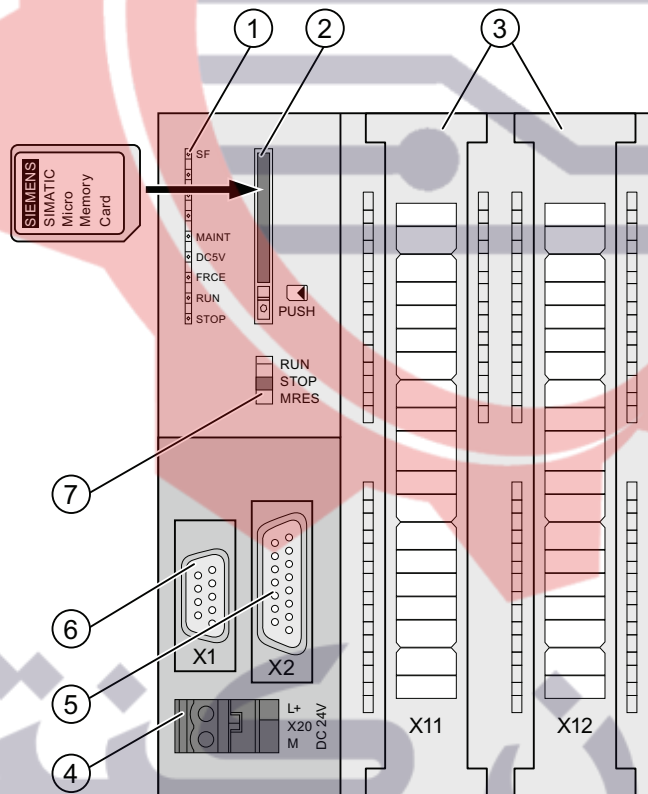 1
2
3
SIEMENS
SIMATIC
Micro
Memory
Card
SF
MAINT
DC5V
FRCE
RUN
STOP
PUSH
RUN
STOP
MRES
7
6
5
4
X1
X2
L+
X20
M
DC 24V
X11
X12